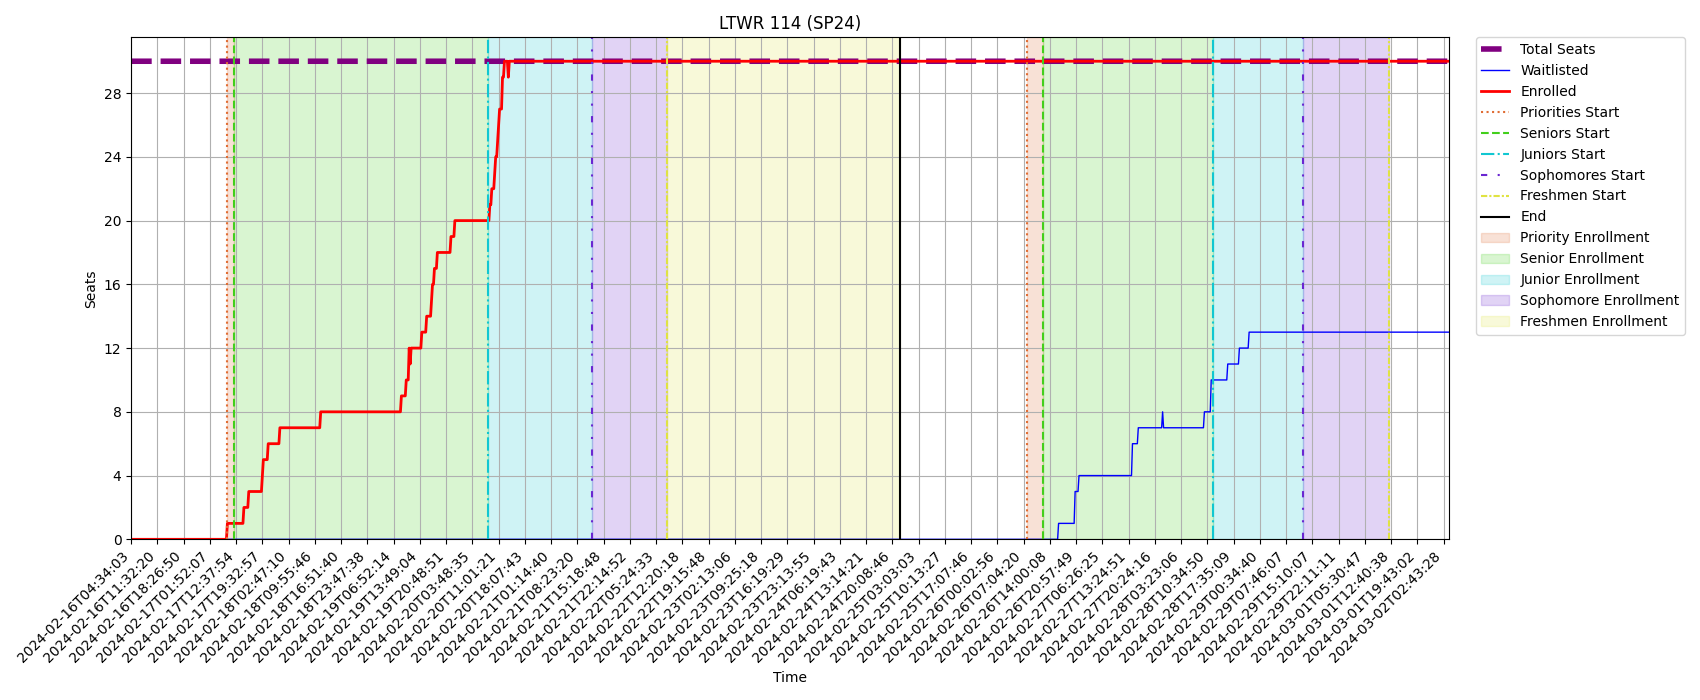 LTWR 114 (SP24)
Total Seats
Waitlisted
Enrolled
Priorities Start
Seniors Start
Juniors Start
Sophomores Start
Freshmen Start
End
Priority Enrollment
Senior Enrollment
Junior Enrollment
Sophomore Enrollment
Freshmen Enrollment
Seats
28
24
20
16
12
8
4
0
2024-02-16T04:34:03
2024-02-16T11:32:20
2024-02-16T18:26:50
2024-02-17T01:52:07
2024-02-17T12:37:54
2024-02-17T19:32:57
2024-02-18T02:47:10
2024-02-18T09:55:46
2024-02-18T16:51:40
2024-02-18T23:47:38
2024-02-19T06:52:14
2024-02-19T13:49:04
2024-02-19T20:48:51
2024-02-20T03:48:35
2024-02-20T11:01:21
2024-02-20T18:07:43
2024-02-21T01:14:40
2024-02-21T08:23:20
2024-02-21T15:18:48
2024-02-21T22:14:52
2024-02-22T05:24:33
2024-02-22T12:20:18
2024-02-22T19:15:48
2024-02-23T02:13:06
2024-02-23T09:25:18
2024-02-23T16:19:29
2024-02-23T23:13:55
2024-02-24T06:19:43
2024-02-24T13:14:21
2024-02-24T20:08:46
2024-02-25T03:03:03
2024-02-25T10:13:27
2024-02-25T17:07:46
2024-02-26T00:02:56
2024-02-26T07:04:20
2024-02-26T14:00:08
2024-02-26T20:57:49
2024-02-27T06:26:23
2024-02-27T13:24:51
2024-02-27T20:24:16
2024-02-28T03:23:06
2024-02-28T10:34:50
2024-02-28T17:35:09
2024-02-29T00:34:40
2024-02-29T07:46:07
2024-02-29T15:10:07
2024-02-29T22:11:11
2024-03-01T05:30:47
2024-03-01T12:40:38
2024-03-01T19:43:02
2024-03-02T02:43:28
Time